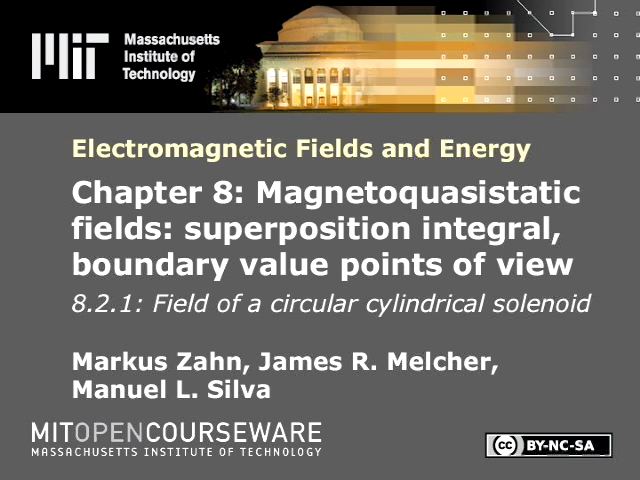 MIT
Massachusetts
Institute of
Technology
Electromagnetic Fields and Energy
Chapter 8: Magnetoquasistatic
fields: superposition integral,
boundary value points of view
8.2.1: Field of a circular cylindrical solenoid
Markus Zahn, James R. Melcher,
Manuel L. Silva
MITOPENCOURSEWARE
MASSACHUSETTS INSTITUTE OF TECHNOLOGY
cc BY-NC-SA